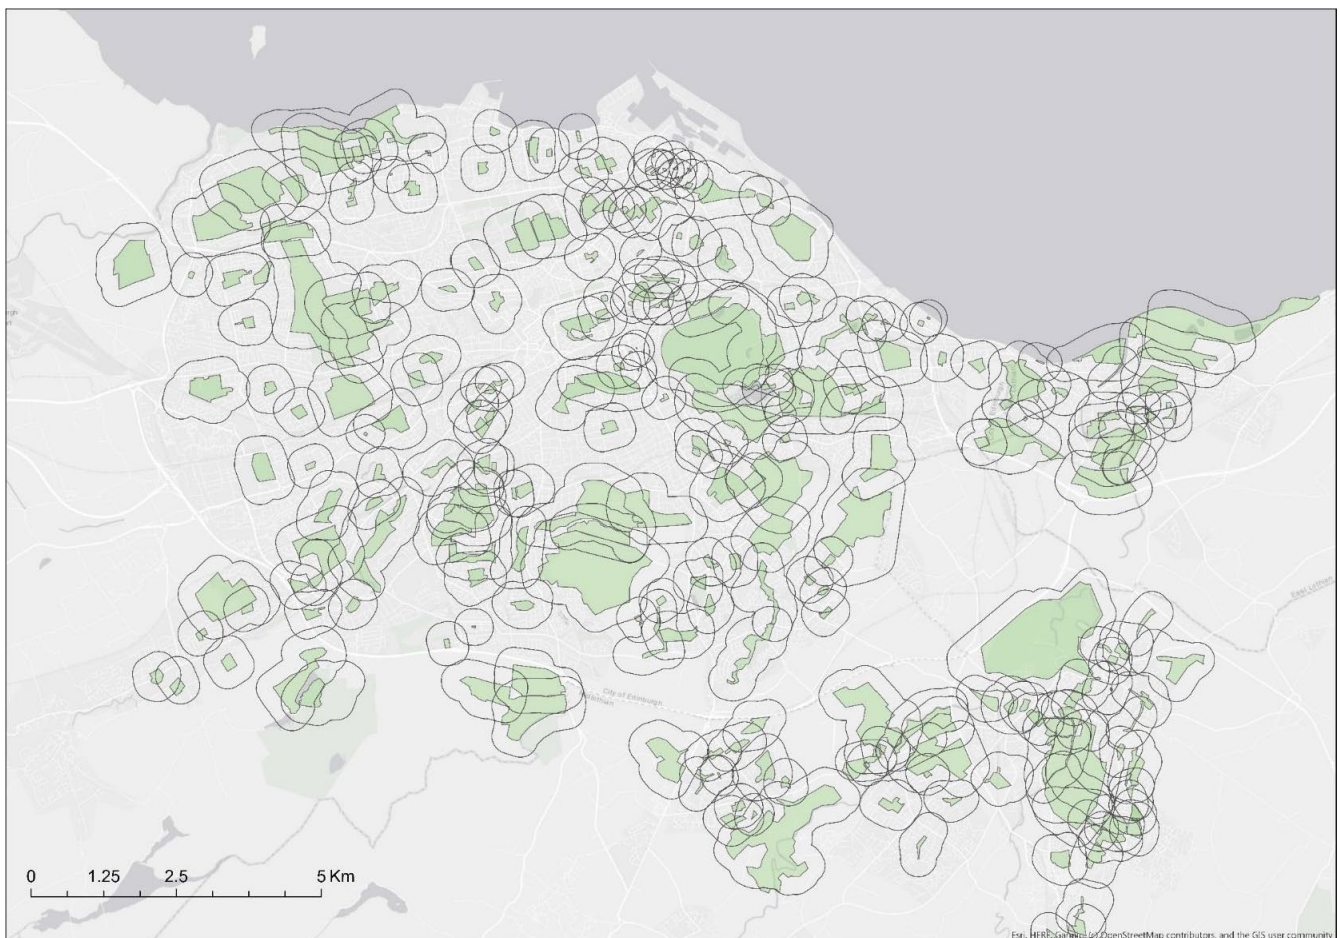 City of Edinburgh
Midlothian
East Lothian
0 1.25 2.5 5 Km
Esri, HERE, Garmin, (c) OpenStreetMap contributors, and the GIS user community